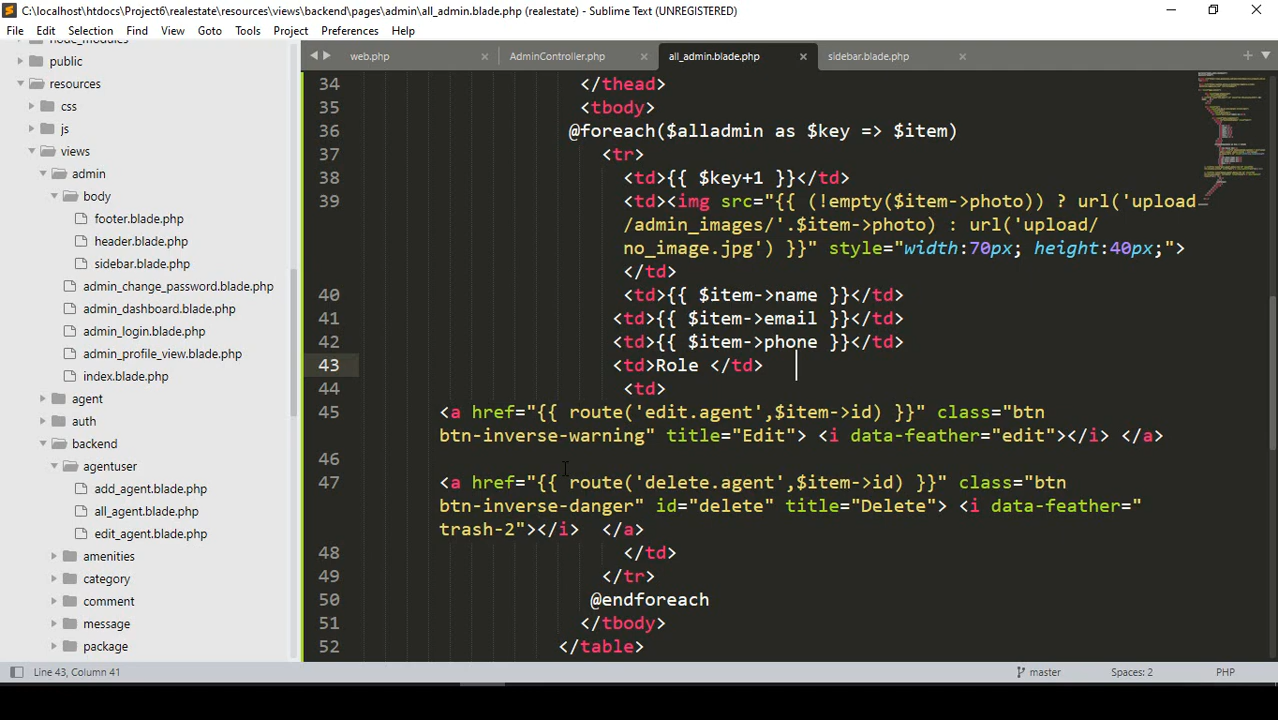 C:\localhost\htdocs\Project6\realestate\resources\views\backend\pages\admin\all_admin.blade.php (realestate) - Sublime Text (UNREGISTERED)
File Edit Selection Find View Goto Tools Project Preferences Help
node_modules
public
resources
css
js
views
admin
body
footer.blade.php
header.blade.php
sidebar.blade.php
admin_change_password.blade.php
admin_dashboard.blade.php
admin_login.blade.php
admin_profile_view.blade.php
index.blade.php
agent
auth
backend
agentuser
add_agent.blade.php
all_agent.blade.php
edit_agent.blade.php
amenities
category
comment
message
package
web.php AdminController.php all_admin.blade.php sidebar.blade.php
34 </thead>
35 <tbody>
36 @foreach($alladmin as $key => $item)
37 <tr>
38 <td>{{ $key+1 }}</td>
39 <td><img src="{{ (!empty($item->photo)) ? url('upload
/admin_images/'.$item->photo) : url('upload/
no_image.jpg') }}" style="width:70px; height:40px;">
</td>
40 <td>{{ $item->name }}</td>
41 <td>{{ $item->email }}</td>
42 <td>{{ $item->phone }}</td>
43 <td>Role </td>
44 <td>
45 <a href="{{ route('edit.agent',$item->id) }}" class="btn
btn-inverse-warning" title="Edit"> <i data-feather="edit"></i> </a>
46
47 <a href="{{ route('delete.agent',$item->id) }}" class="btn
btn-inverse-danger" id="delete" title="Delete"> <i data-feather="
trash-2"></i>  </a>
48 </td>
49 </tr>
50 @endforeach
51 </tbody>
52 </table>
Line 43, Column 41 master Spaces: 2 PHP